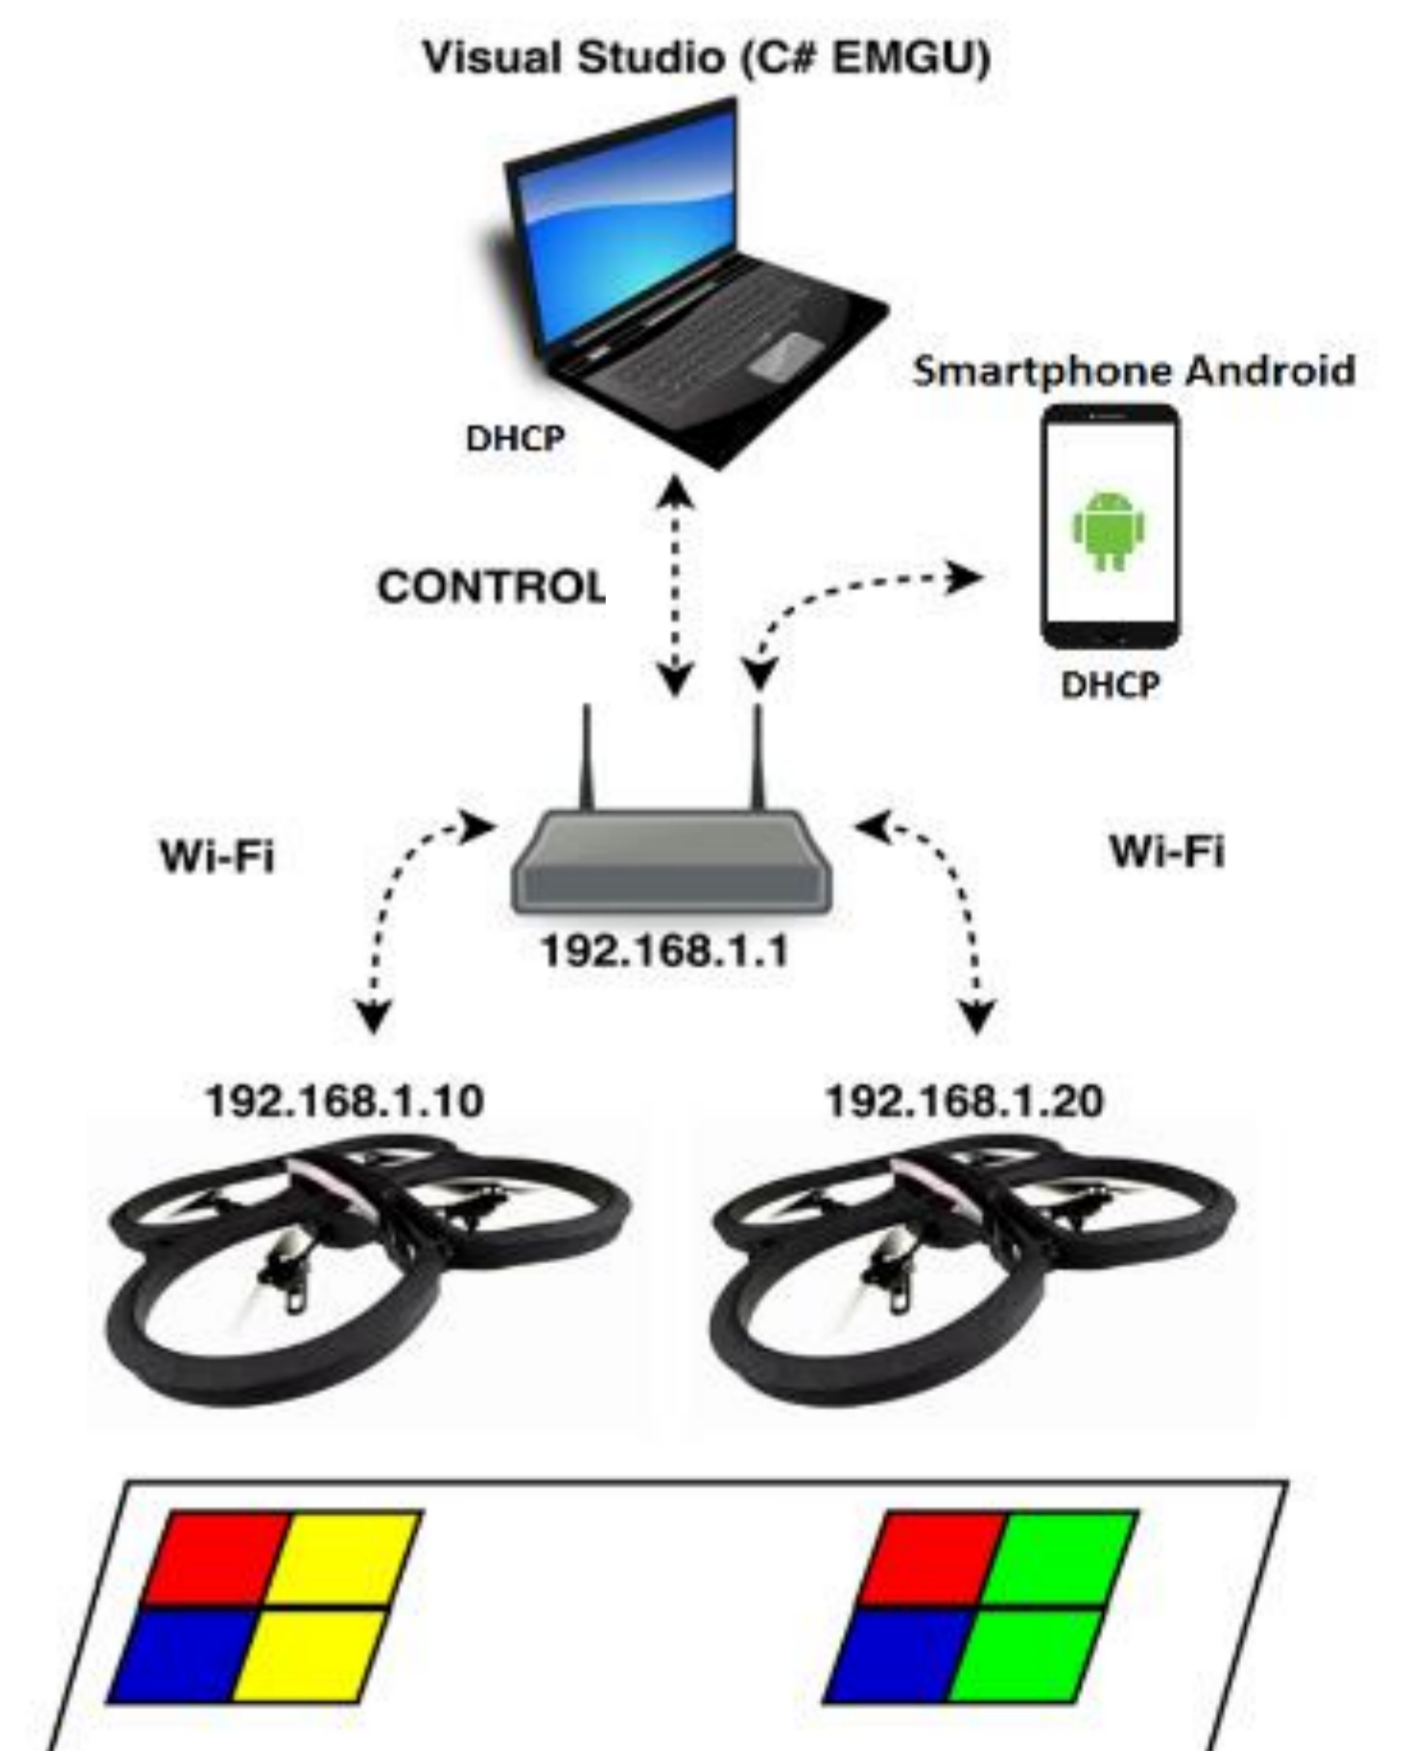 Visual Studio (C# EMGU)
Smartphone Android
DHCP
CONTROL
DHCP
Wi-Fi
Wi-Fi
192.168.1.1
192.168.1.10
192.168.1.20